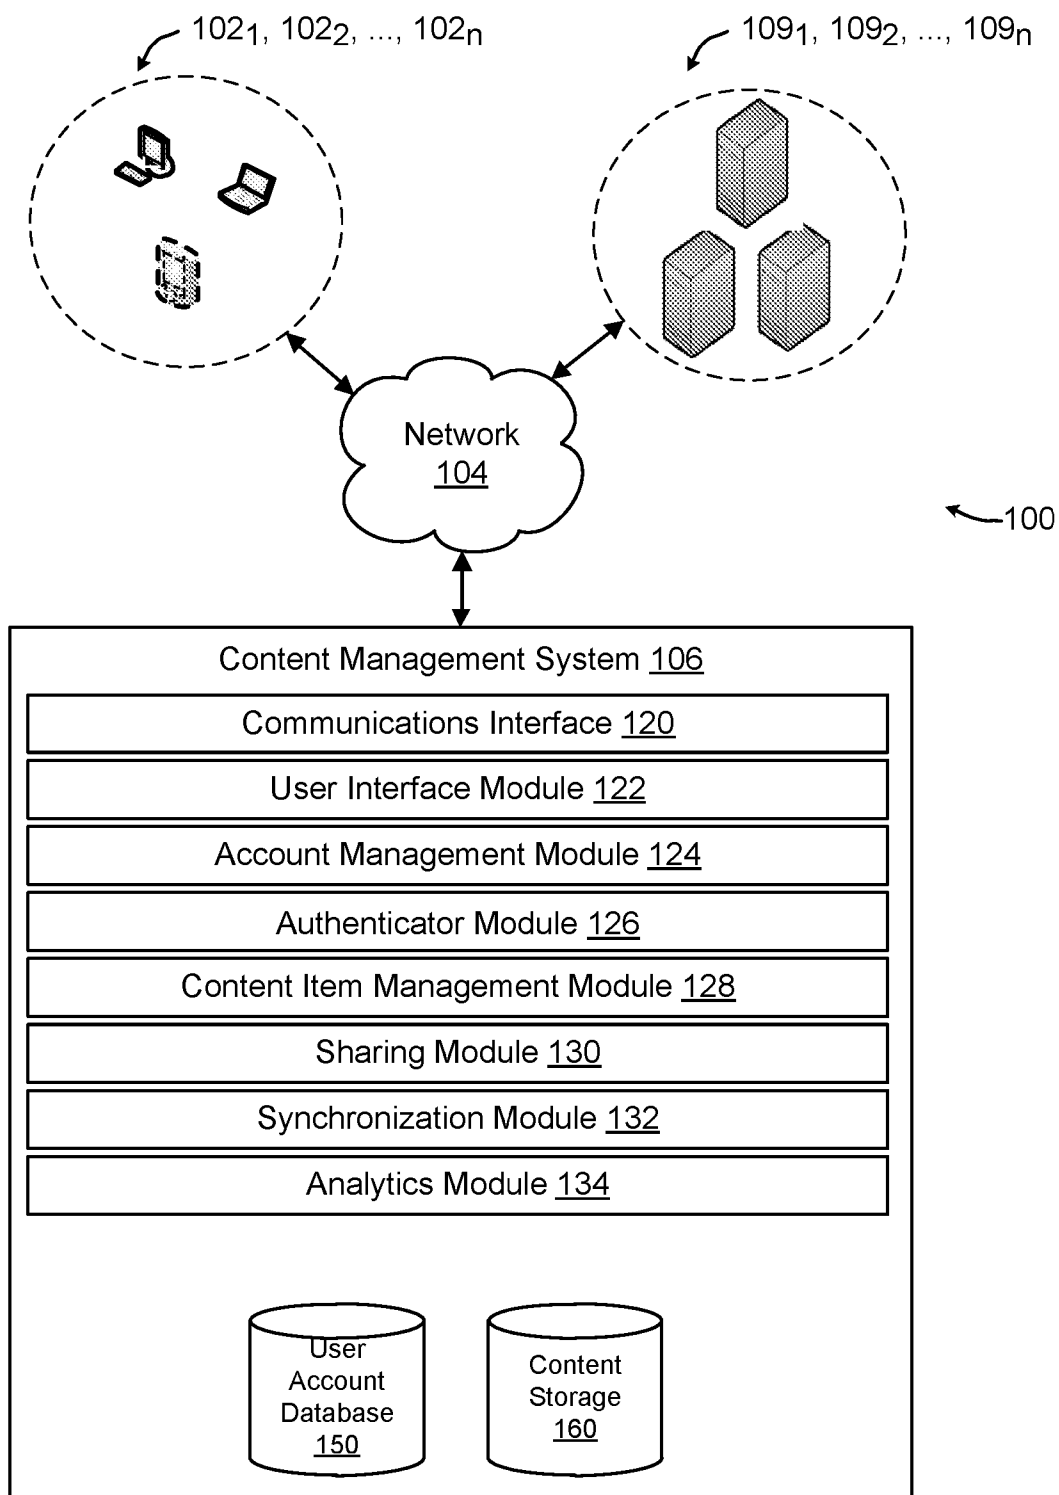 102₁, 102₂, ..., 102ₙ
109₁, 109₂, ..., 109ₙ
Network
104
100
Content Management System 106
Communications Interface 120
User Interface Module 122
Account Management Module 124
Authenticator Module 126
Content Item Management Module 128
Sharing Module 130
Synchronization Module 132
Analytics Module 134
User
Account
Database
150
Content
Storage
160